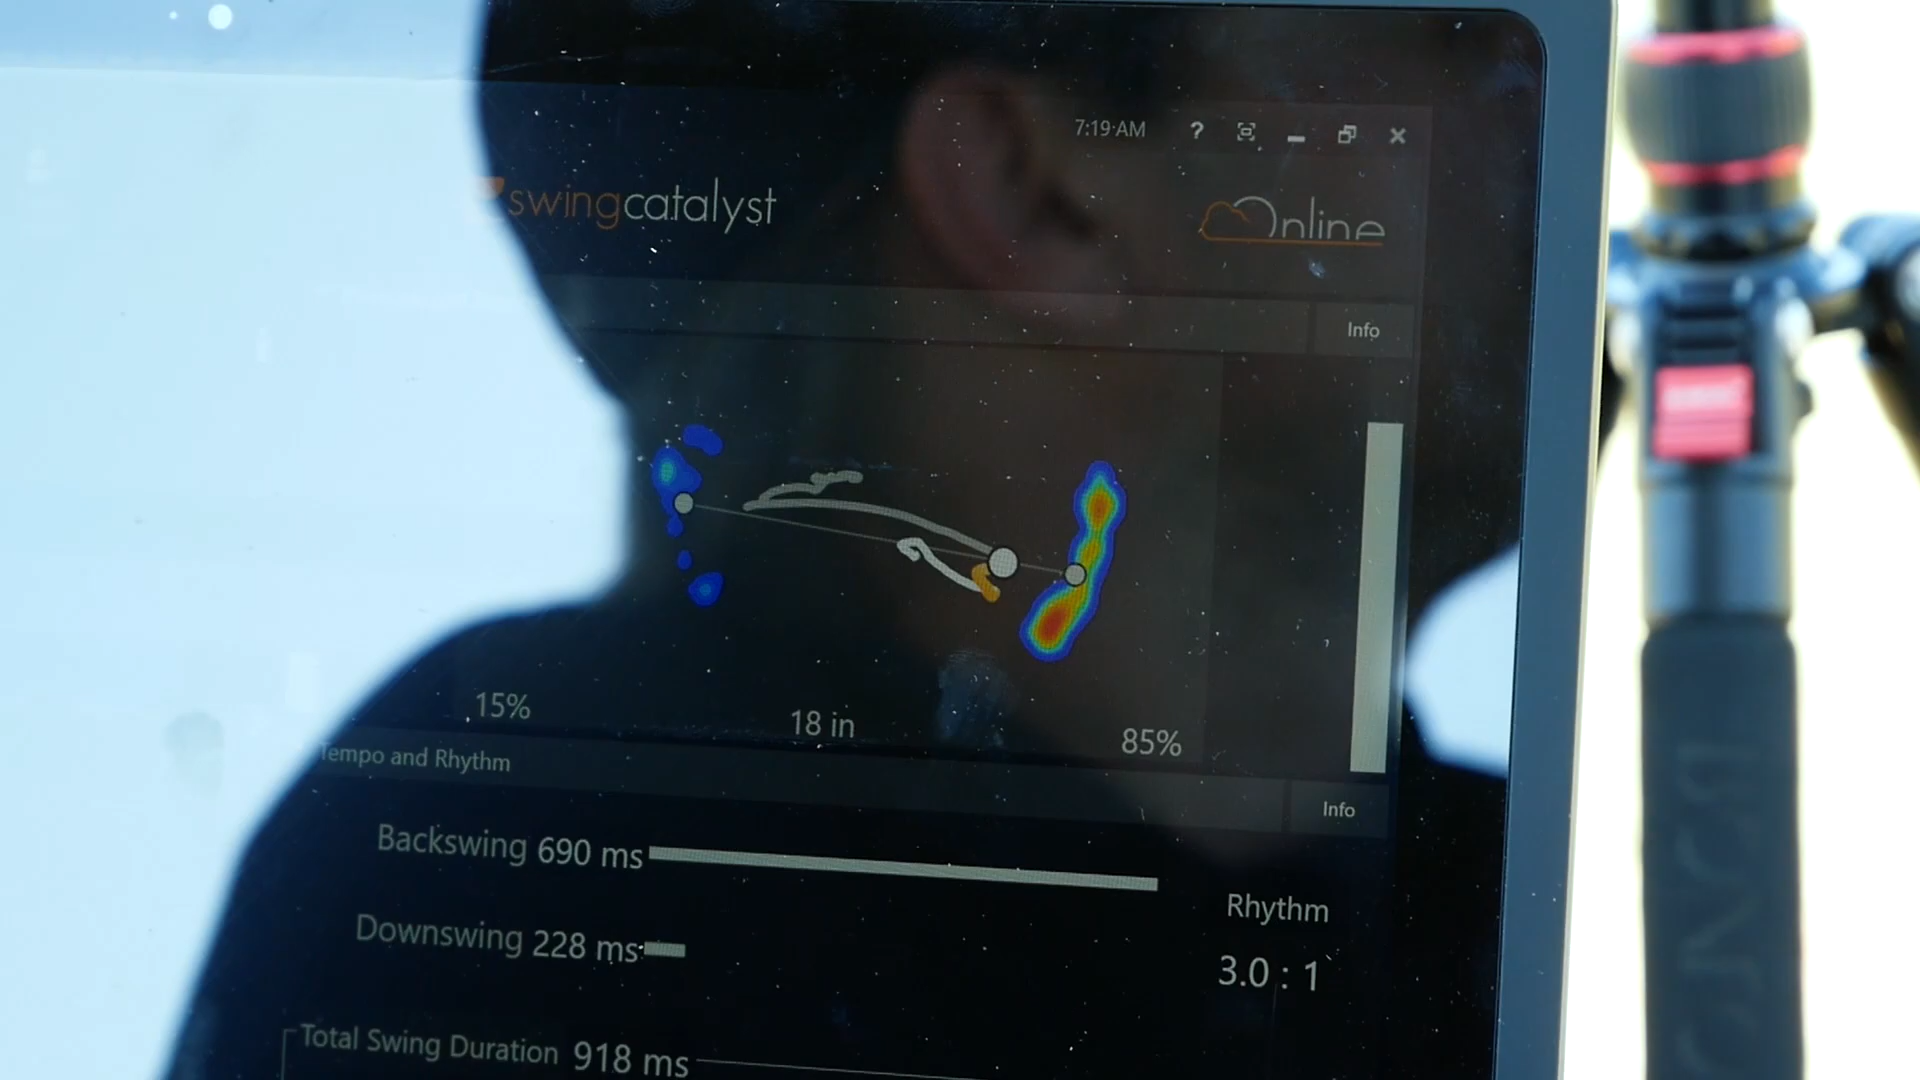 7:19 AM ?
swingcatalyst
Online
Info
15%
18 in
85%
Tempo and Rhythm
Info
Backswing 690 ms
Rhythm
Downswing 228 ms
3.0 : 1
Total Swing Duration 918 ms